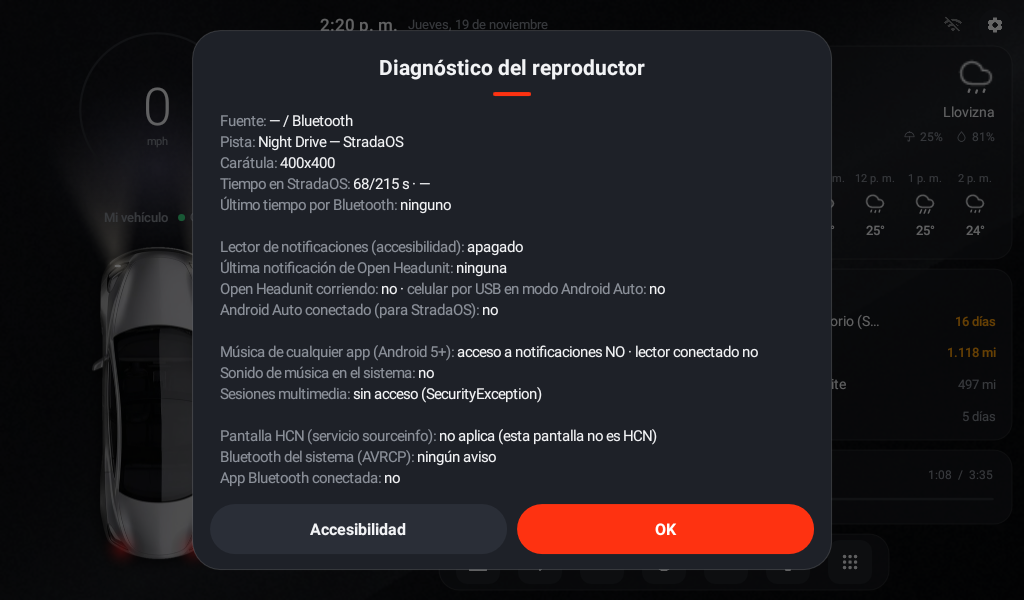 2:20 p. m. Jueves, 19 de noviembre
Diagnóstico del reproductor
Fuente: — / Bluetooth
Pista: Night Drive — StradaOS
Carátula: 400x400
Tiempo en StradaOS: 68/215 s · —
Último tiempo por Bluetooth: ninguno
Lector de notificaciones (accesibilidad): apagado
Última notificación de Open Headunit: ninguna
Open Headunit corriendo: no · celular por USB en modo Android Auto: no
Android Auto conectado (para StradaOS): no
Música de cualquier app (Android 5+): acceso a notificaciones NO · lector conectado no
Sonido de música en el sistema: no
Sesiones multimedia: sin acceso (SecurityException)
Pantalla HCN (servicio sourceinfo): no aplica (esta pantalla no es HCN)
Bluetooth del sistema (AVRCP): ningún aviso
App Bluetooth conectada: no
Accesibilidad
OK
0
mph
Mi vehículo
Llovizna
25% 81%
m. 12 p. m. 1 p. m. 2 p. m.
25° 25° 24°
orio (S... 16 días
1.118 mi
ite 497 mi
5 días
1:08 / 3:35